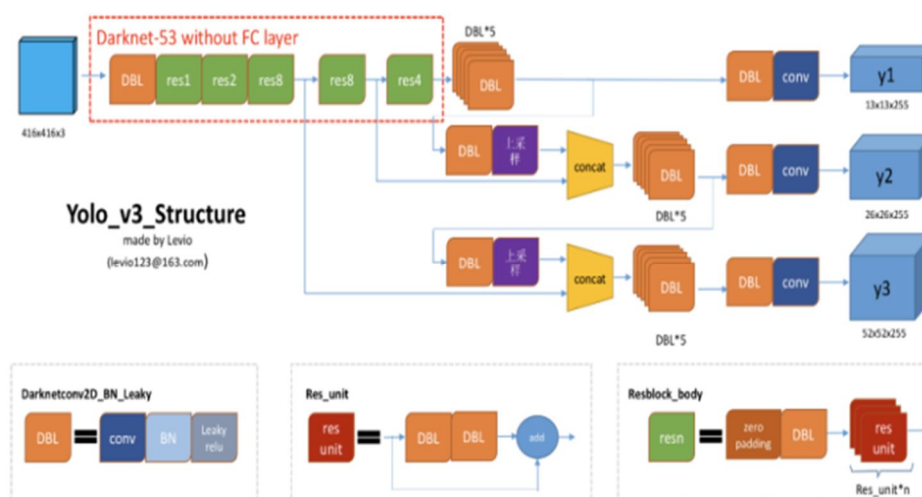 Darknet-53 without FC layer
DBL*5
DBL
res1
res2
res8
res8
res4
DBL
DBL
conv
y1
416x416x3
13x13x255
DBL
上采
样
concat
DBL
DBL
conv
y2
DBL*5
26x26x255
Yolo_v3_Structure
made by Levio
(levio123@163.com)
DBL
上采
样
concat
DBL
DBL
conv
y3
DBL*5
52x52x255
Darknetconv2D_BN_Leaky
DBL
conv
BN
Leaky
relu
Res_unit
res
unit
DBL
DBL
add
Resblock_body
resn
zero
padding
DBL
res
unit
Res_unit*n